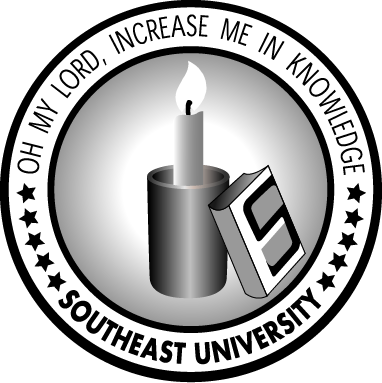 OH MY LORD, INCREASE ME IN KNOWLEDGE
S
SOUTHEAST UNIVERSITY